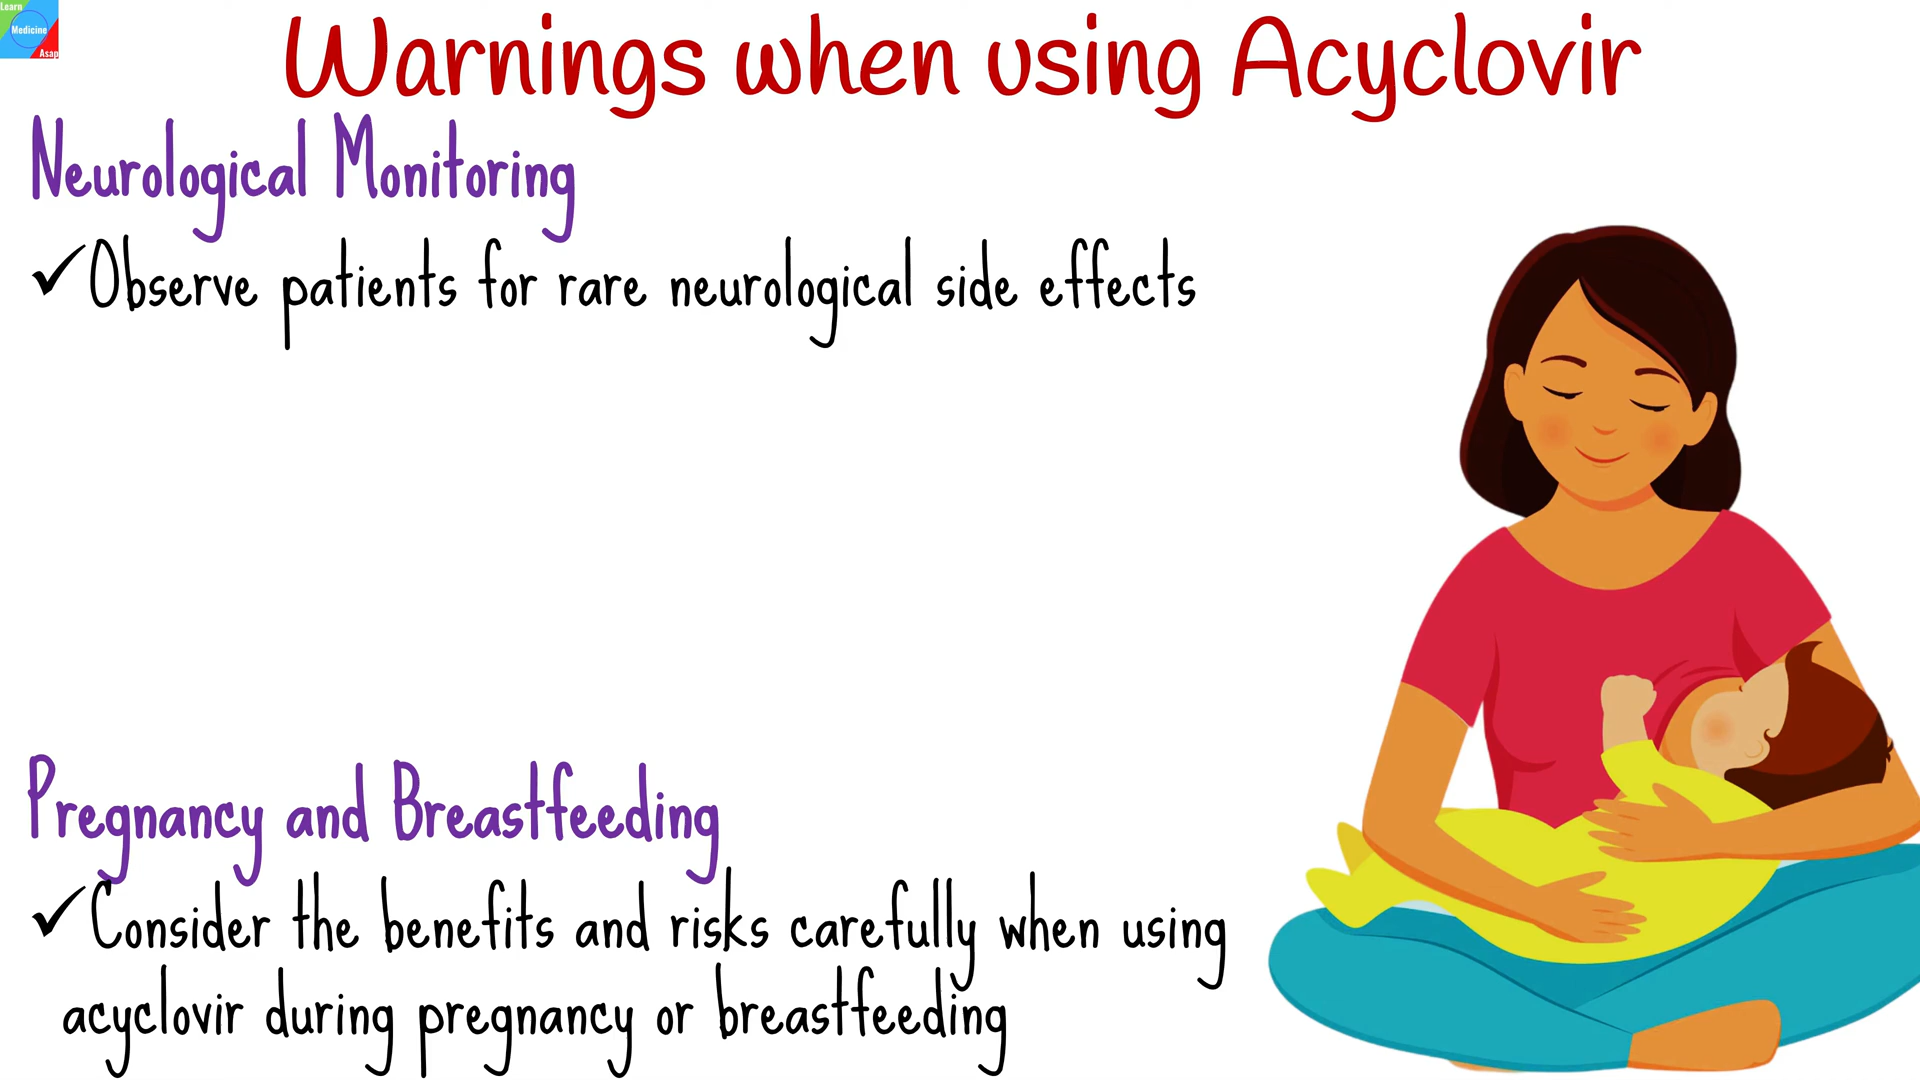 Learn
Medicine
Asap
Warnings when using Acyclovir
Neurological Monitoring
✓Observe patients for rare neurological side effects
Pregnancy and Breastfeeding
✓Consider the benefits and risks carefully when using
acyclovir during pregnancy or breastfeeding